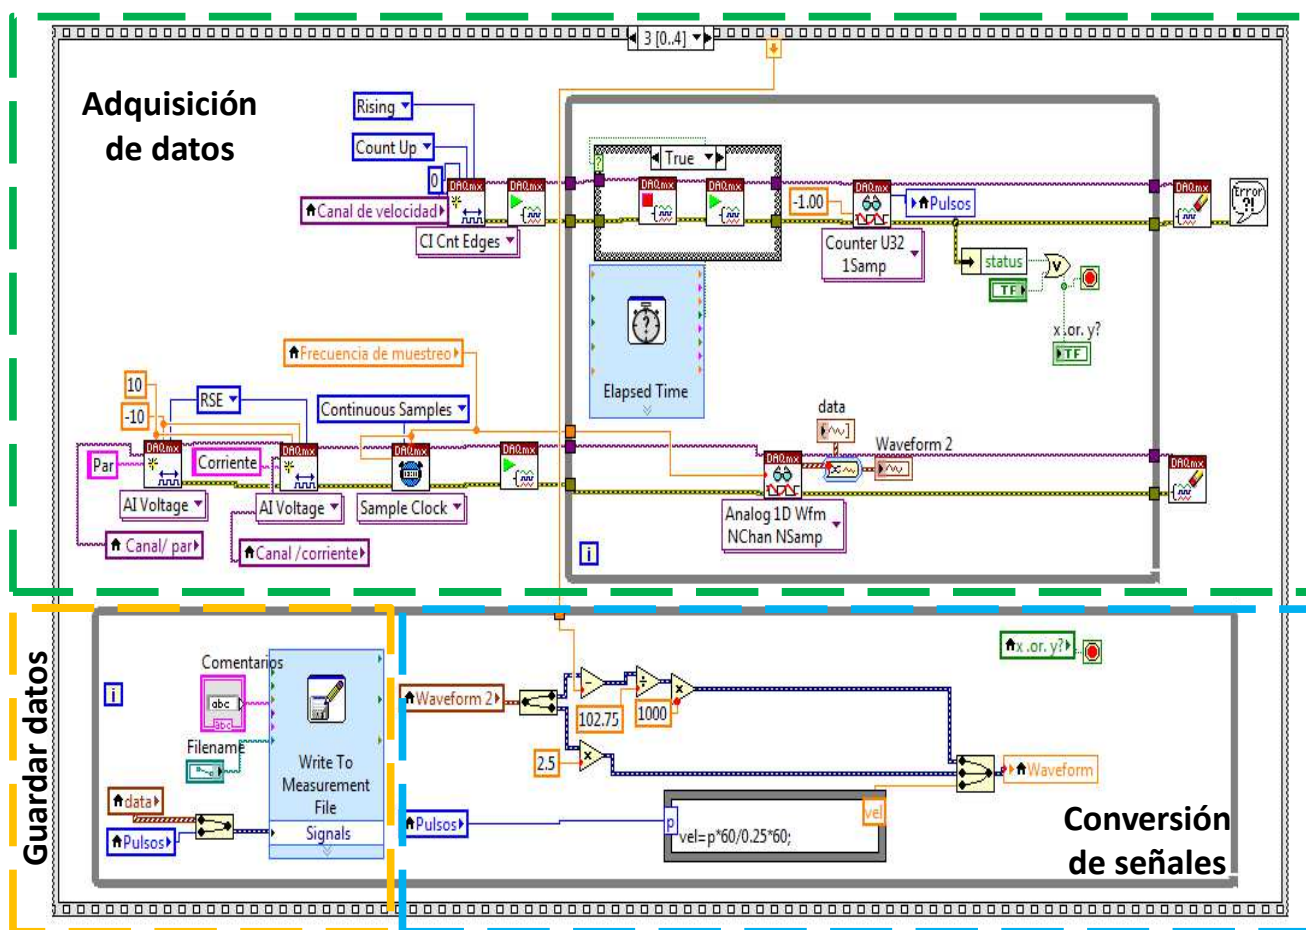 3 [0..4]
Adquisición
de datos
Rising
Count Up
0
DAQmx
DAQmx
Canal de velocidad
CI Cnt Edges
?
True
DAQmx
DAQmx
-1.00
DAQmx
Pulsos
Counter U32
1Samp
status
TF
x .or. y?
TF
DAQmx
Error
?!
?
Elapsed Time
Frecuencia de muestreo
10
-10
RSE
Continuous Samples
Par
DAQmx
Corriente
DAQmx
DAQmx
DAQmx
AI Voltage
AI Voltage
Sample Clock
Canal/ par
Canal /corriente
data
Waveform 2
DAQmx
Analog 1D Wfm
NChan NSamp
DAQmx
i
Guardar datos
i
Comentarios
abc
abc
Filename
Write To
Measurement
File
Signals
data
Pulsos
Waveform 2
102.75
1000
2.5
x .or. y?
Waveform
Pulsos
p
vel=p*60/0.25*60;
vel
Conversión
de señales